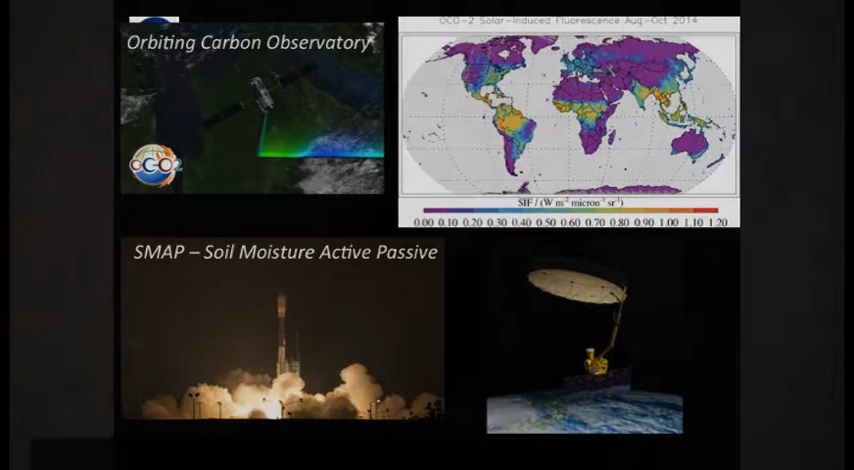 Orbiting Carbon Observatory
OCO-2 Solar-Induced Fluorescence Aug-Oct 2014
OCO2
SIF / (W m⁻² micron⁻¹ sr⁻¹)
0.00 0.10 0.20 0.30 0.40 0.50 0.60 0.70 0.80 0.90 1.00 1.10 1.20
SMAP – Soil Moisture Active Passive